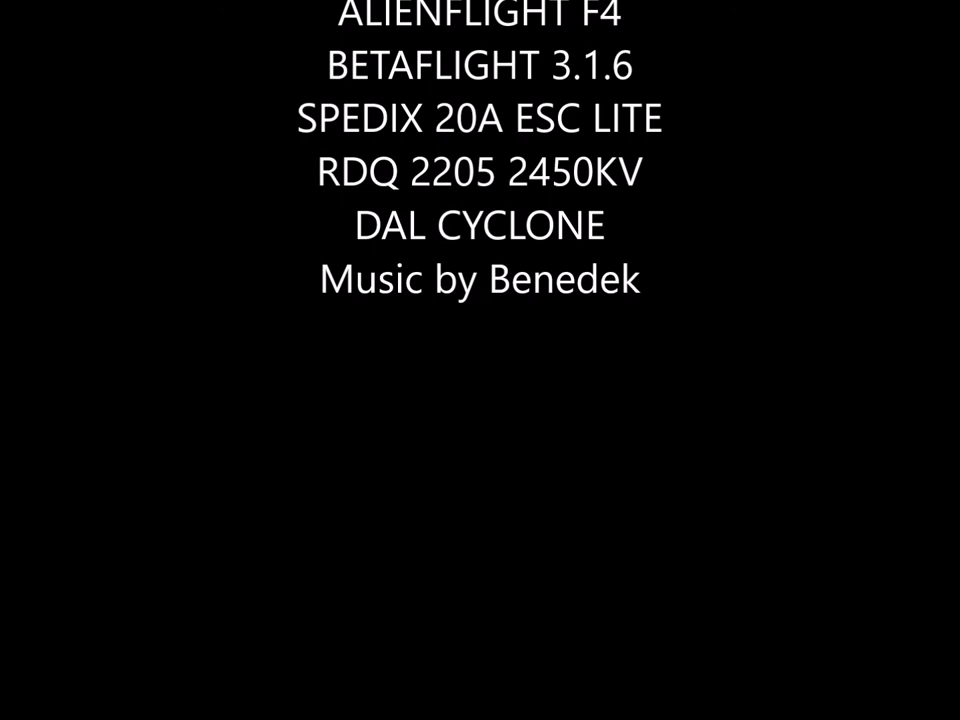 ALIENFLIGHT F4
BETAFLIGHT 3.1.6
SPEDIX 20A ESC LITE
RDQ 2205 2450KV
DAL CYCLONE
Music by Benedek